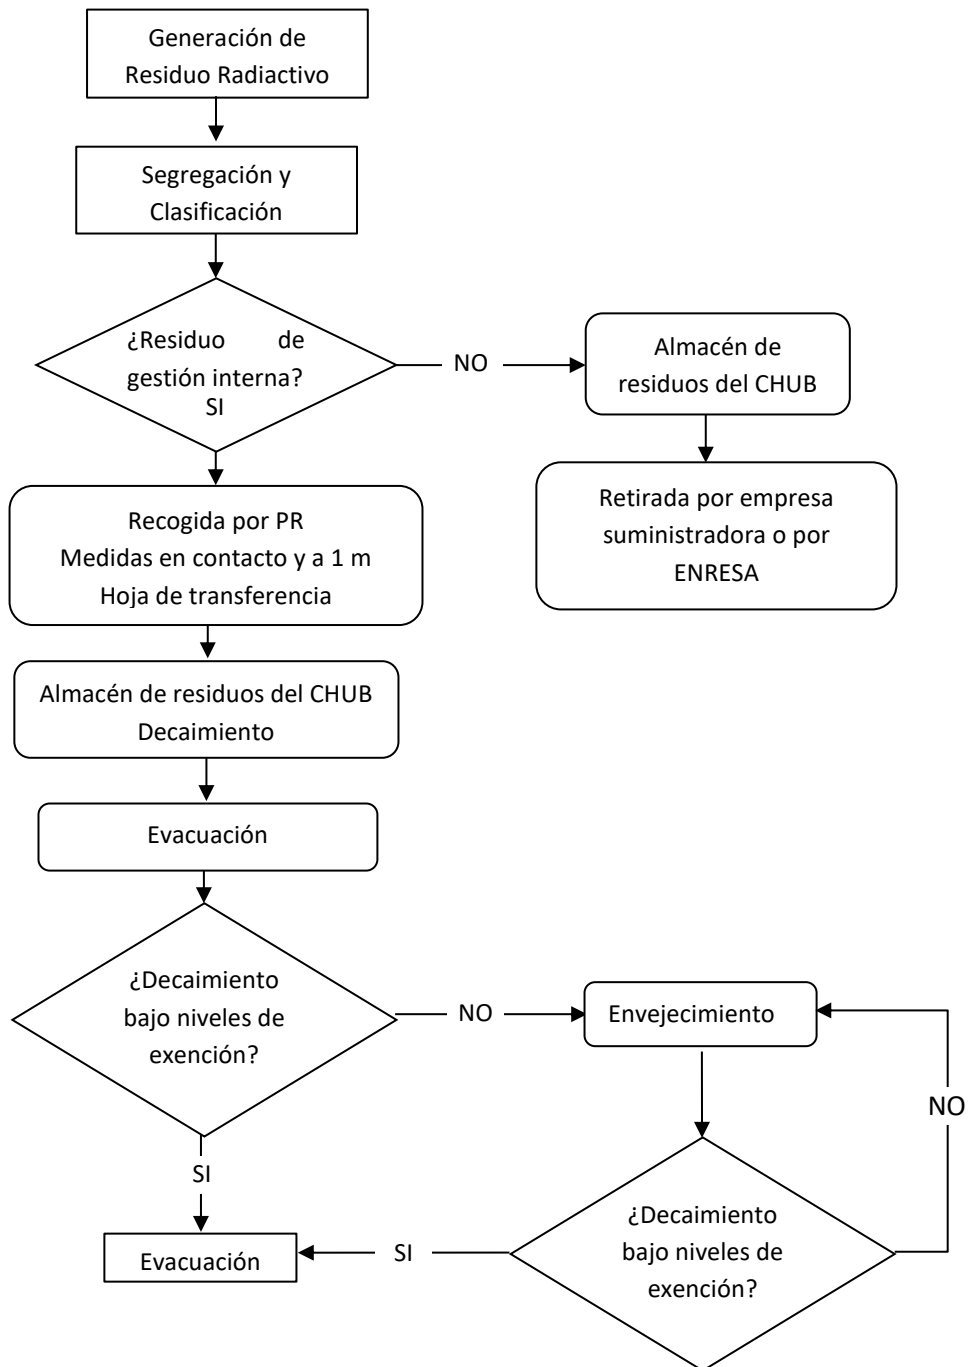 Generación de
Residuo Radiactivo
Segregación y
Clasificación
¿Residuo de
gestión interna?
SI
NO
Almacén de
residuos del CHUB
Retirada por empresa
suministradora o por
ENRESA
Recogida por PR
Medidas en contacto y a 1 m
Hoja de transferencia
Almacén de residuos del CHUB
Decaimiento
Evacuación
¿Decaimiento
bajo niveles de
exención?
NO
Envejecimiento
NO
SI
Evacuación
SI
¿Decaimiento
bajo niveles de
exención?